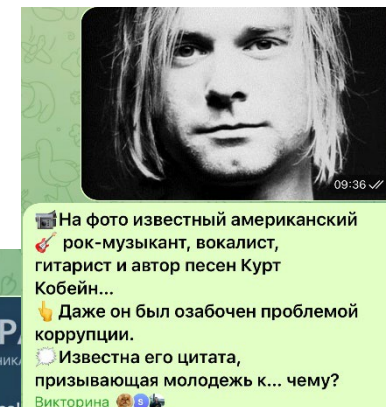 09:36
На фото известный американский
рок-музыкант, вокалист,
гитарист и автор песен Курт
Кобейн...
Даже он был озабочен проблемой
коррупции.
Известна его цитата,
призывающая молодежь к... чему?
Викторина
S